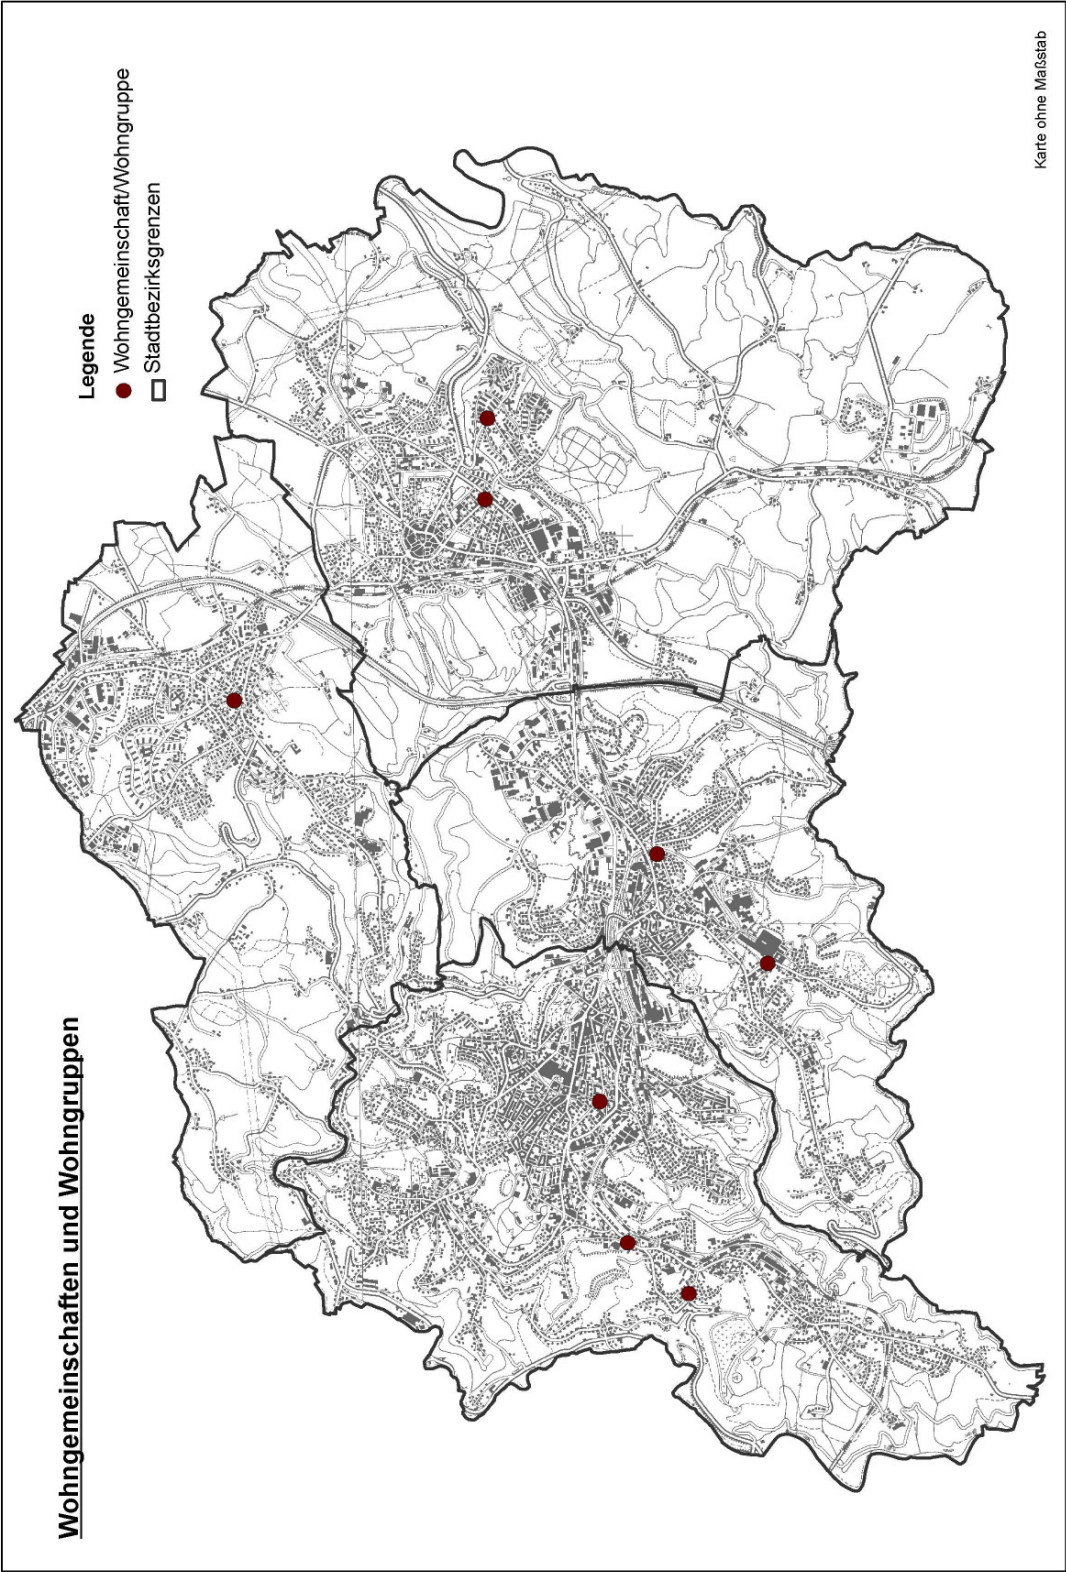 Wohngemeinschaften und Wohngruppen
Legende
Wohngemeinschaft/Wohngruppe
Stadtbezirksgrenzen
Karte ohne Maßstab